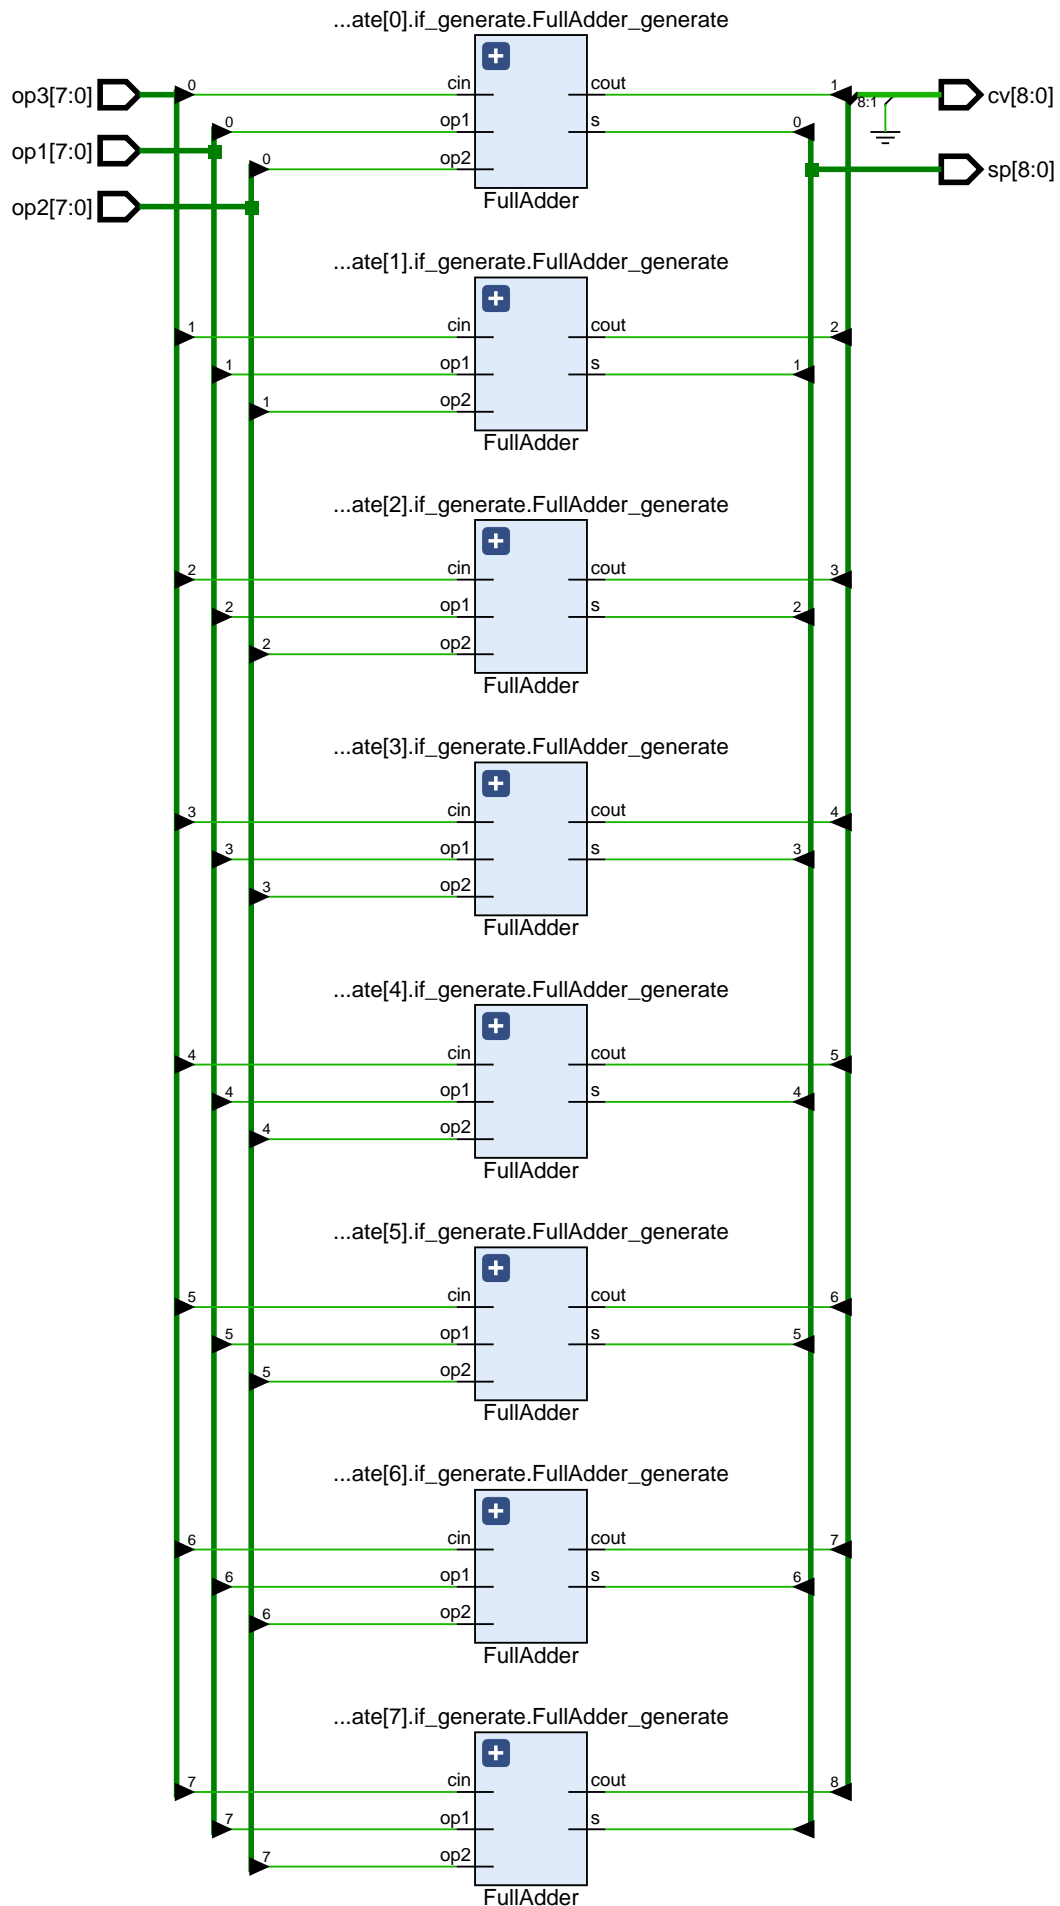 ...ate[0].if_generate.FullAdder_generate
op3[7:0]
0
cin
cout
1
8:1
cv[8:0]
op1[7:0]
0
op1
s
0
op2[7:0]
0
op2
sp[8:0]
FullAdder
...ate[1].if_generate.FullAdder_generate
1
cin
cout
2
1
op1
s
1
1
op2
FullAdder
...ate[2].if_generate.FullAdder_generate
2
cin
cout
3
2
op1
s
2
2
op2
FullAdder
...ate[3].if_generate.FullAdder_generate
3
cin
cout
4
3
op1
s
3
3
op2
FullAdder
...ate[4].if_generate.FullAdder_generate
4
cin
cout
5
4
op1
s
4
4
op2
FullAdder
...ate[5].if_generate.FullAdder_generate
5
cin
cout
6
5
op1
s
5
5
op2
FullAdder
...ate[6].if_generate.FullAdder_generate
6
cin
cout
7
6
op1
s
6
6
op2
FullAdder
...ate[7].if_generate.FullAdder_generate
7
cin
cout
8
7
op1
s
7
op2
FullAdder